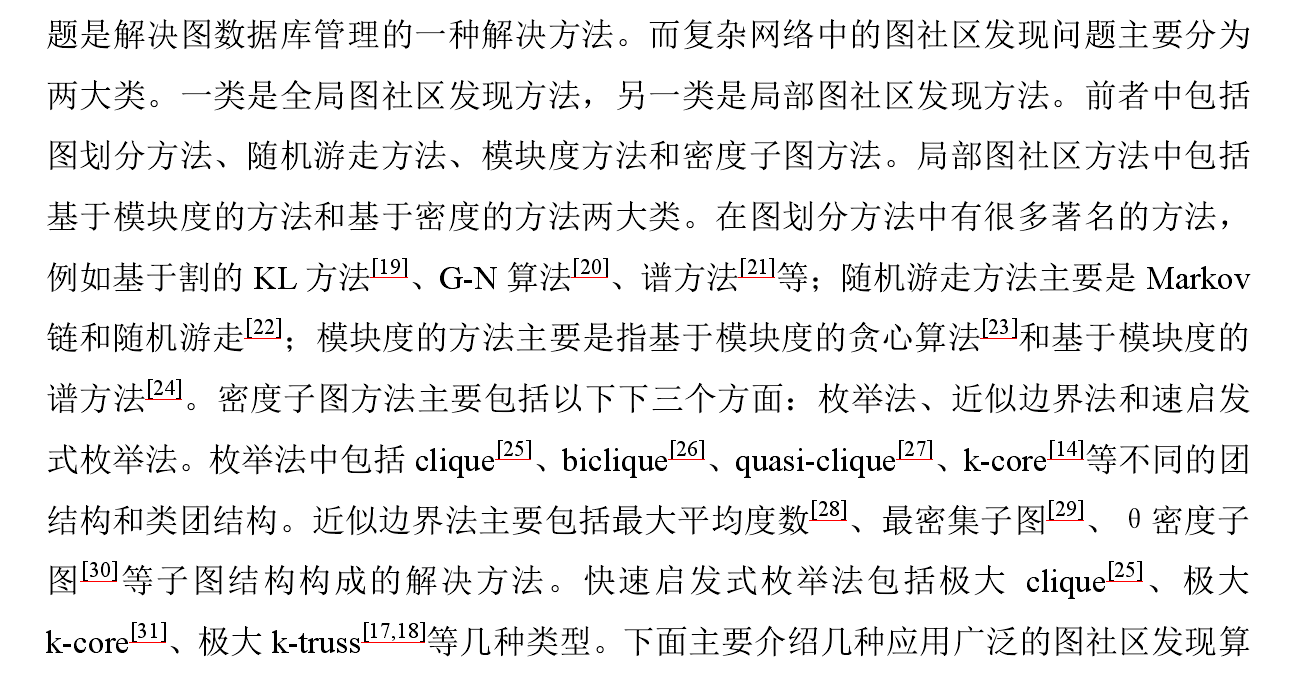 题是解决图数据库管理的一种解决方法。而复杂网络中的图社区发现问题主要分为
两大类。一类是全局图社区发现方法，另一类是局部图社区发现方法。前者中包括
图划分方法、随机游走方法、模块度方法和密度子图方法。局部图社区方法中包括
基于模块度的方法和基于密度的方法两大类。在图划分方法中有很多著名的方法，
例如基于割的 KL 方法[19]、G-N 算法[20]、谱方法[21]等；随机游走方法主要是 Markov
链和随机游走[22]；模块度的方法主要是指基于模块度的贪心算法[23]和基于模块度的
谱方法[24]。密度子图方法主要包括以下下三个方面：枚举法、近似边界法和速启发
式枚举法。枚举法中包括 clique[25]、biclique[26]、quasi-clique[27]、k-core[14]等不同的团
结构和类团结构。近似边界法主要包括最大平均度数[28]、最密集子图[29]、θ密度子
图[30]等子图结构构成的解决方法。快速启发式枚举法包括极大 clique[25]、极大
k-core[31]、极大 k-truss[17,18]等几种类型。下面主要介绍几种应用广泛的图社区发现算